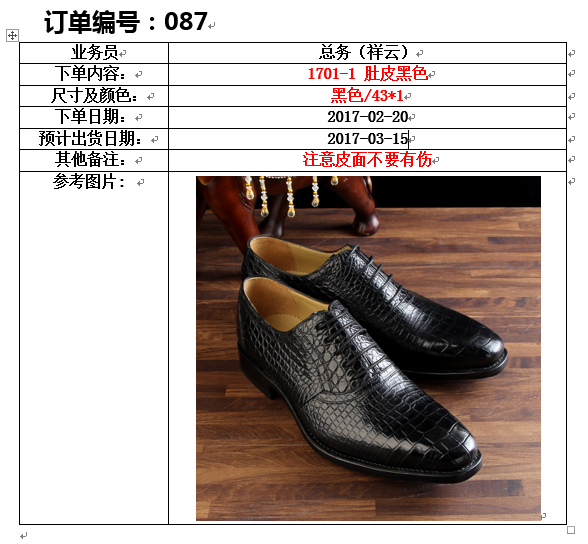 订单编号：087
业务员 总务（祥云）
下单内容： 1701-1 肚皮黑色
尺寸及颜色： 黑色/43*1
下单日期： 2017-02-20
预计出货日期： 2017-03-15
其他备注： 注意皮面不要有伤
参考图片：